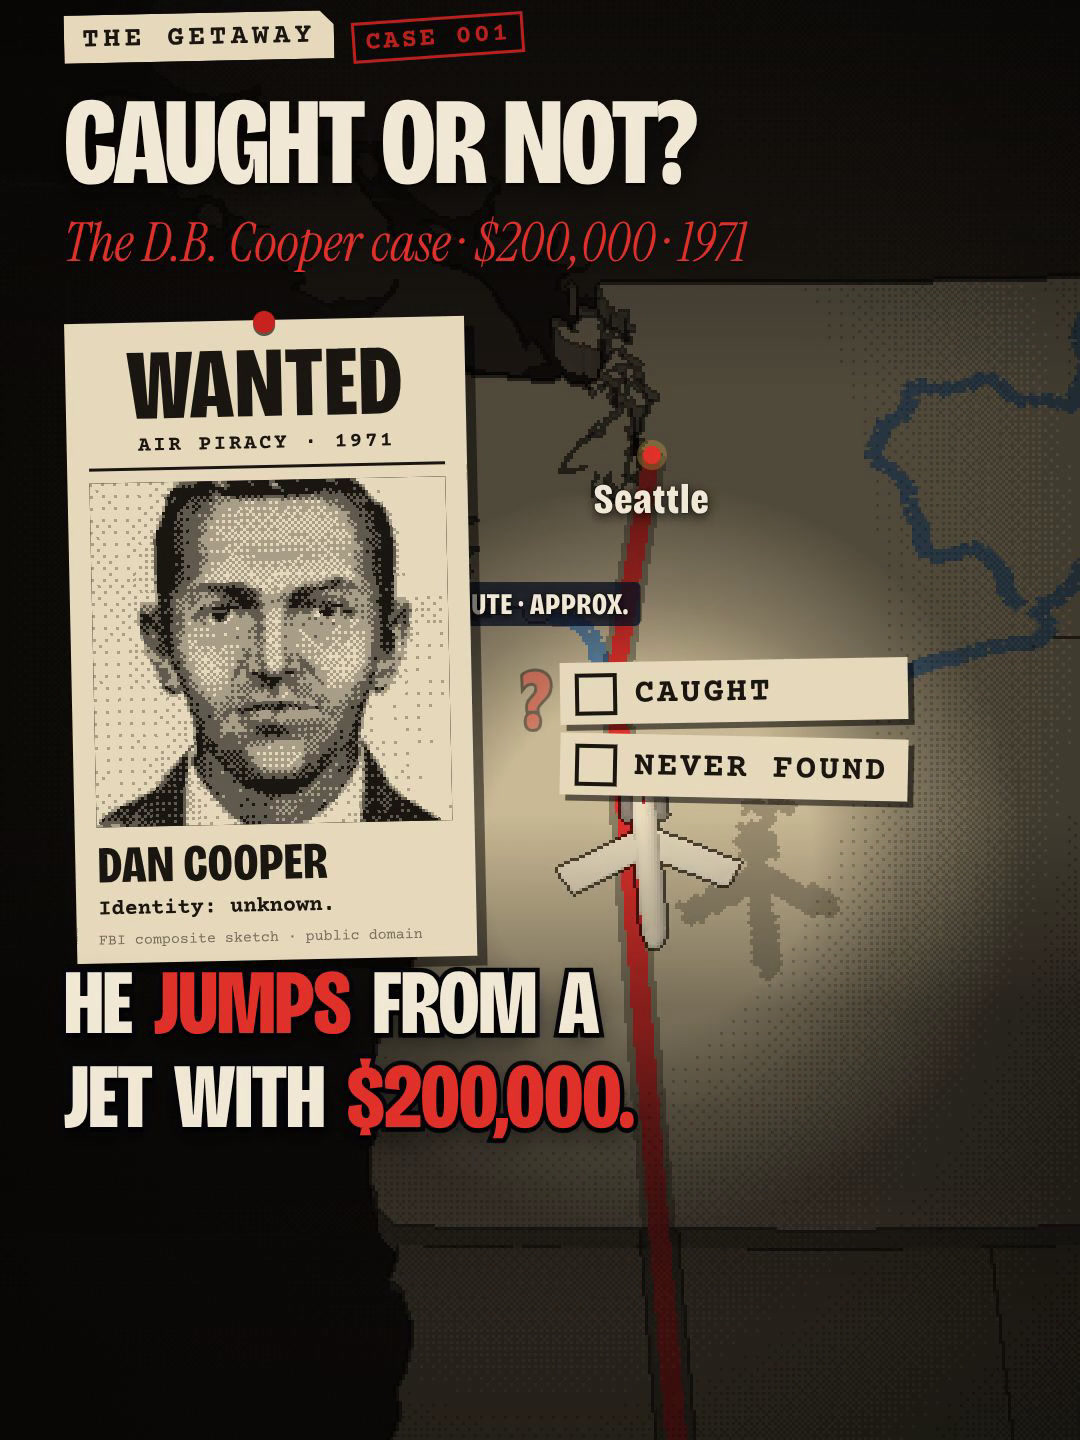 THE GETAWAY
CASE 001
CAUGHT OR NOT?
The D.B. Cooper case · $200,000 · 1971
WANTED
AIR PIRACY · 1971
Seattle
UTE · APPROX.
?
CAUGHT
NEVER FOUND
DAN COOPER
Identity: unknown.
FBI composite sketch · public domain
HE JUMPS FROM A
JET WITH $200,000.